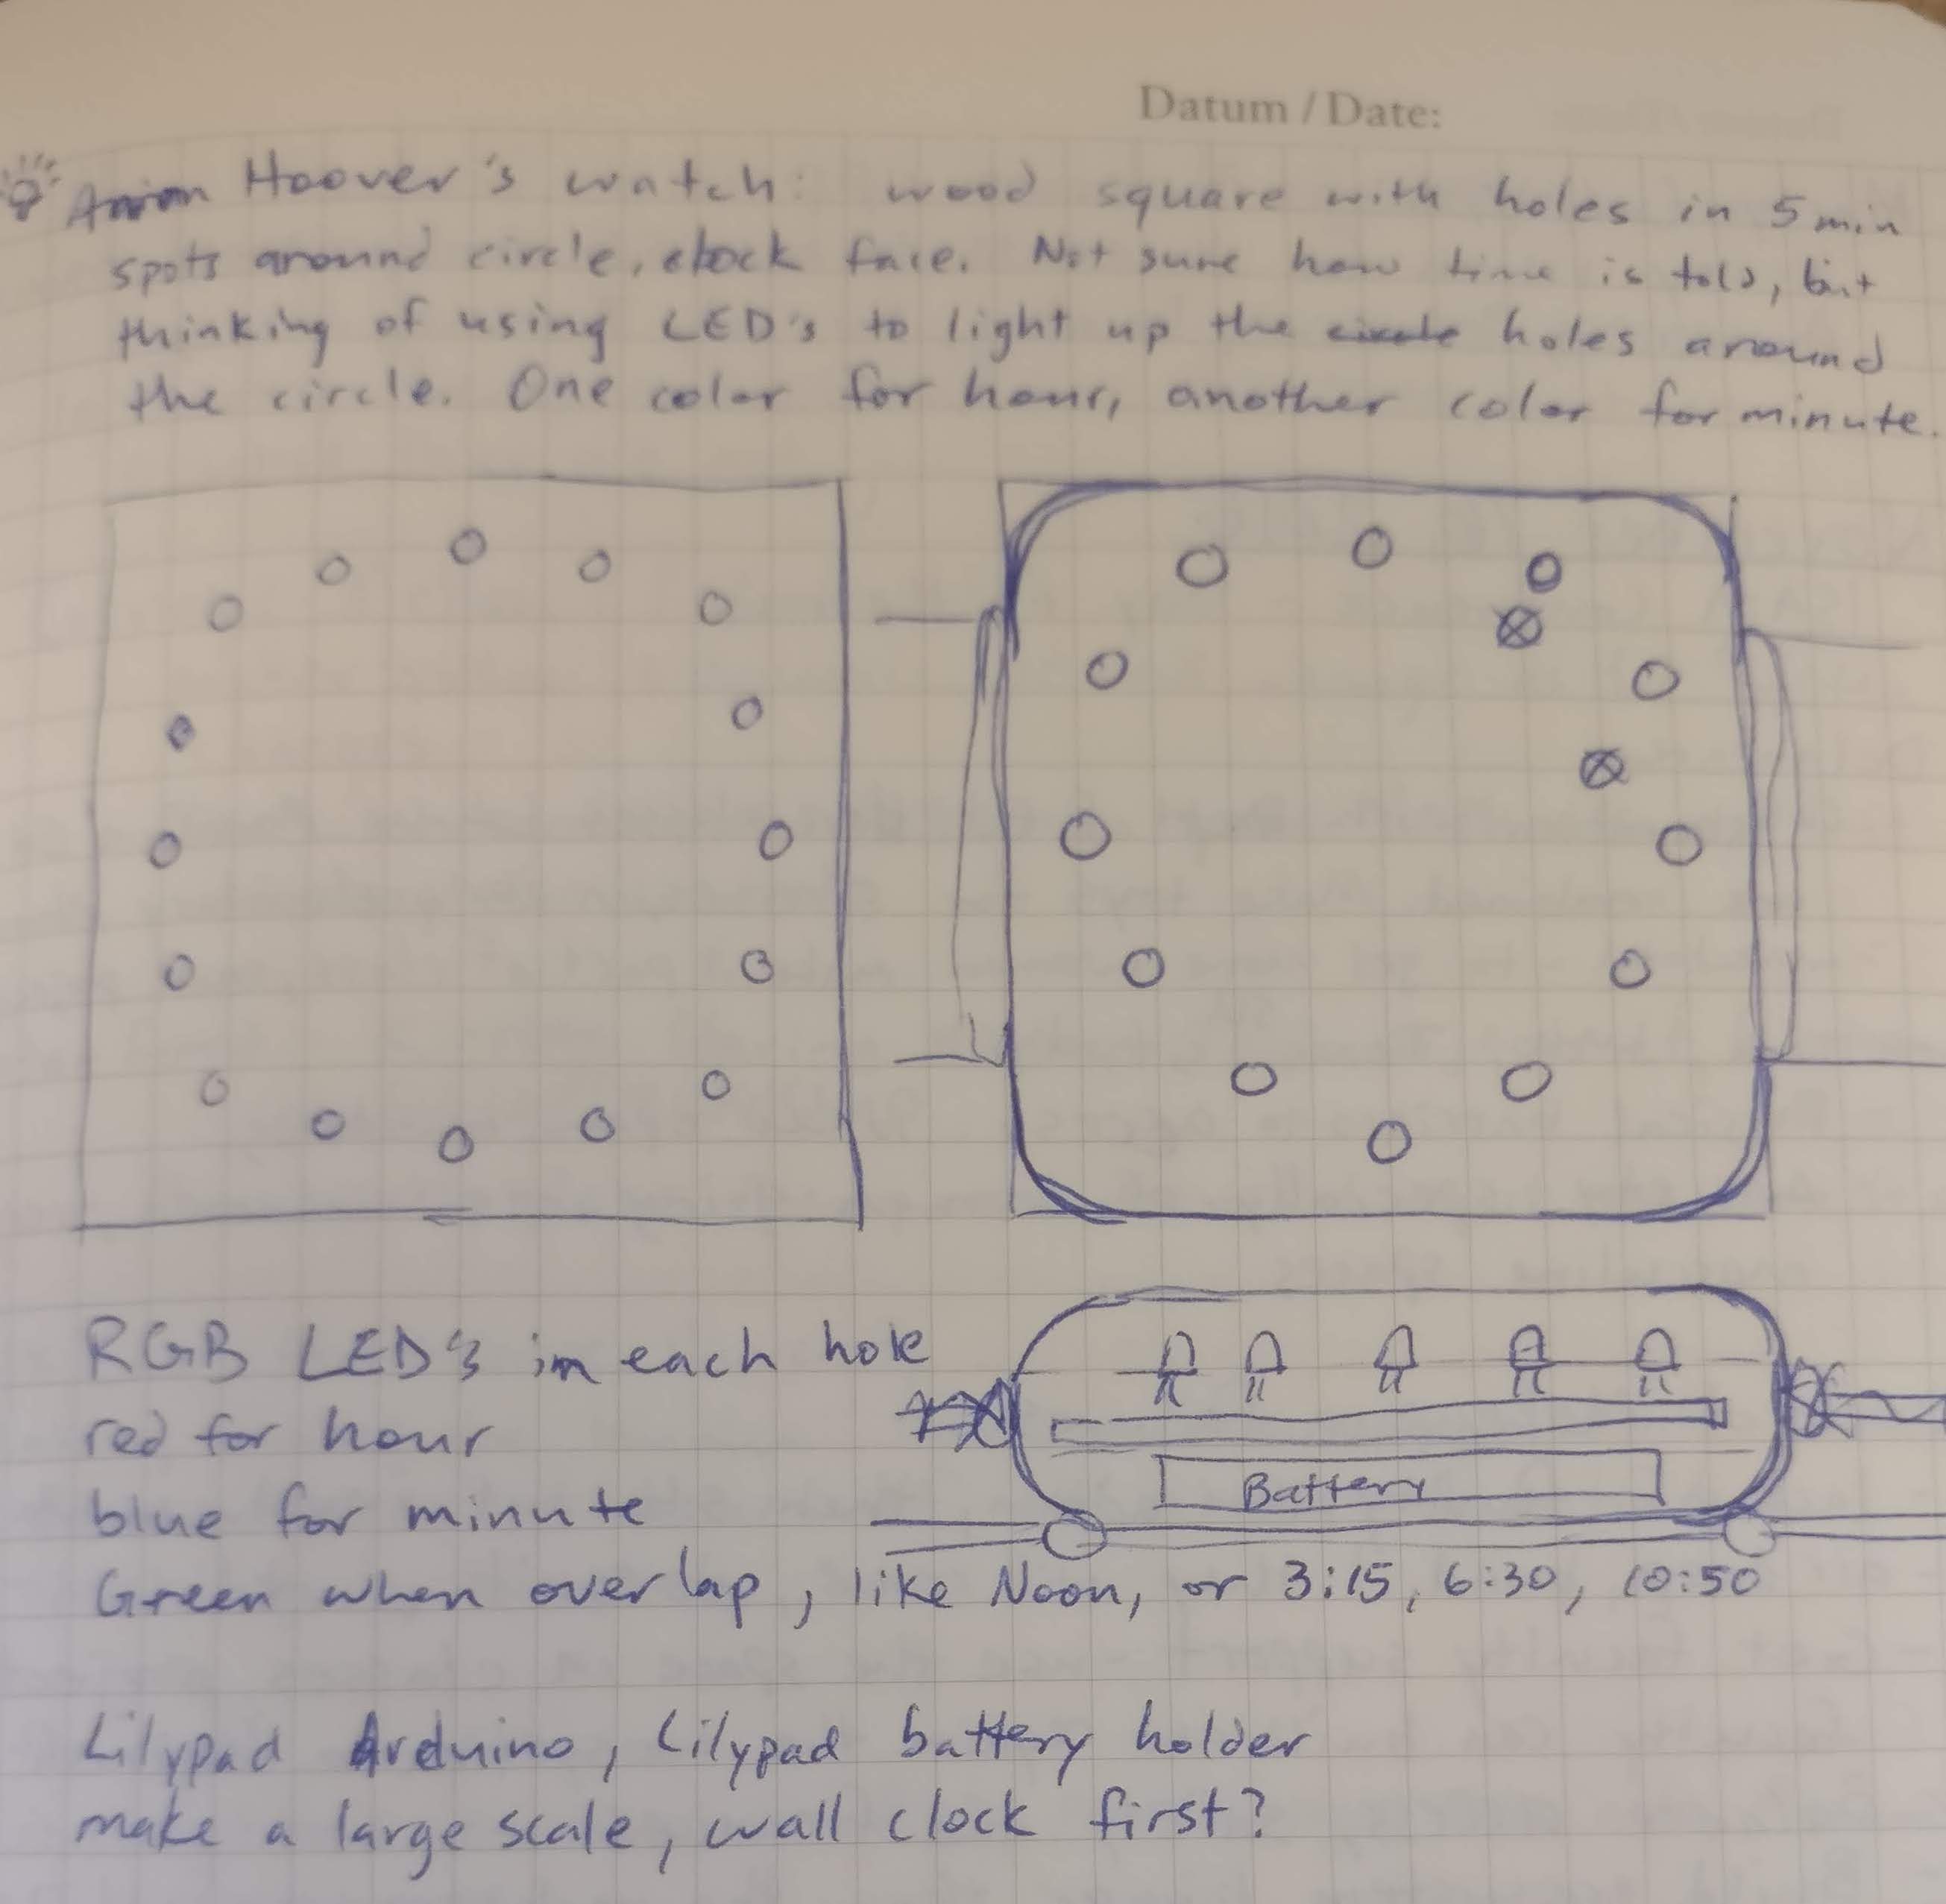 Datum / Date:
Hoover's watch: wood square with holes in 5 min
spots around circle, clock face. Not sure how time is told, but
thinking of using LED's to light up the circle holes around
the circle. One color for hour, another color for minute.
RGB LED's in each hole
red for hour
blue for minute
Battery
Green when overlap, like Noon, or 3:15, 6:30, 10:50
Lilypad Arduino, Lilypad battery holder
make a large scale, wall clock first?